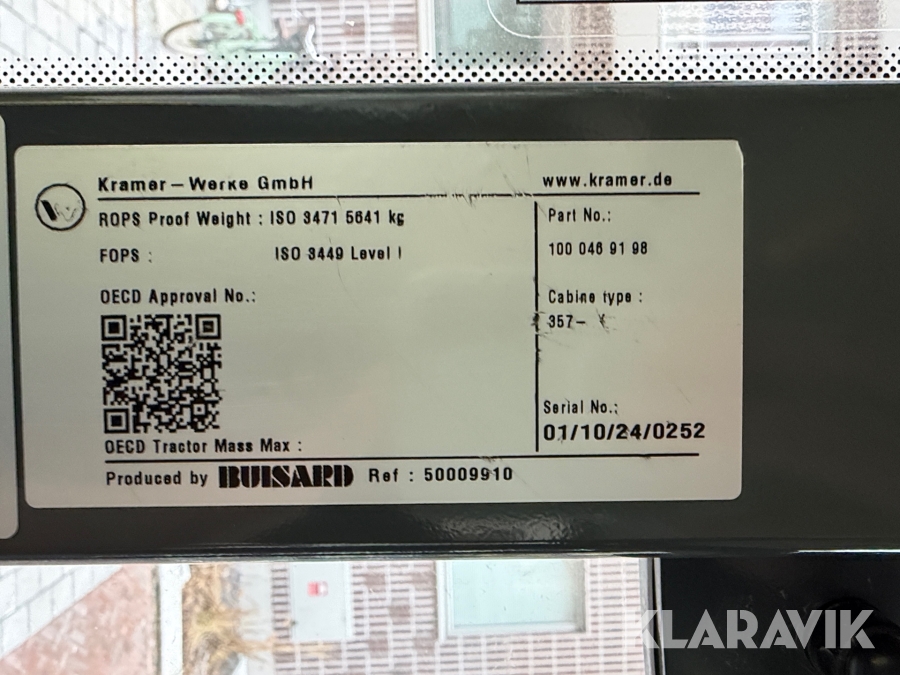 Kramer-Werke GmbH
www.kramer.de
ROPS Proof Weight : ISO 3471 5641 kg
FOPS : ISO 3449 Level I
OECD Approval No.:
OECD Tractor Mass Max :
Part No.:
100 046 91 98
Cabine type :
357-
Serial No.:
01/10/24/0252
Produced by BUISARD Ref : 50009910
KLARAVIK